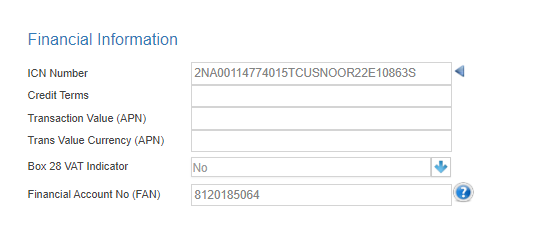 Financial Information
ICN Number 2NA00114774015TCUSNOOR22E10863S
Credit Terms
Transaction Value (APN)
Trans Value Currency (APN)
Box 28 VAT Indicator No
Financial Account No (FAN) 8120185064 ?